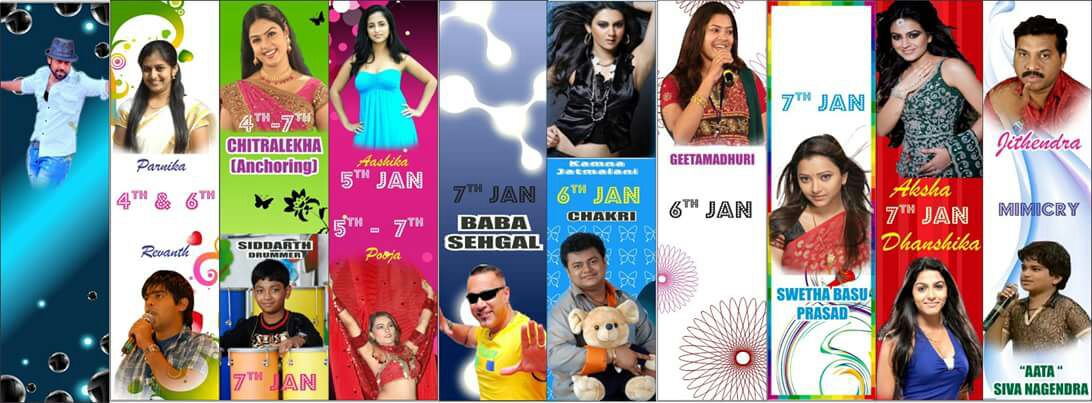 Parnika
4TH & 6TH
Revanth
4TH -7TH
CHITRALEKHA
(Anchoring)
SIDDARTH
DRUMMER
7TH JAN
Aashika
5TH JAN
5TH - 7TH
Pooja
7TH JAN
BABA
SEHGAL
Kamna
Jatmalani
6TH JAN
CHAKRI
GEETAMADHURI
6TH JAN
7TH JAN
SWETHA BASU
PRASAD
Aksha
7TH JAN
Dhanshika
Jithendra
MIMICRY
"AATA "
SIVA NAGENDRA